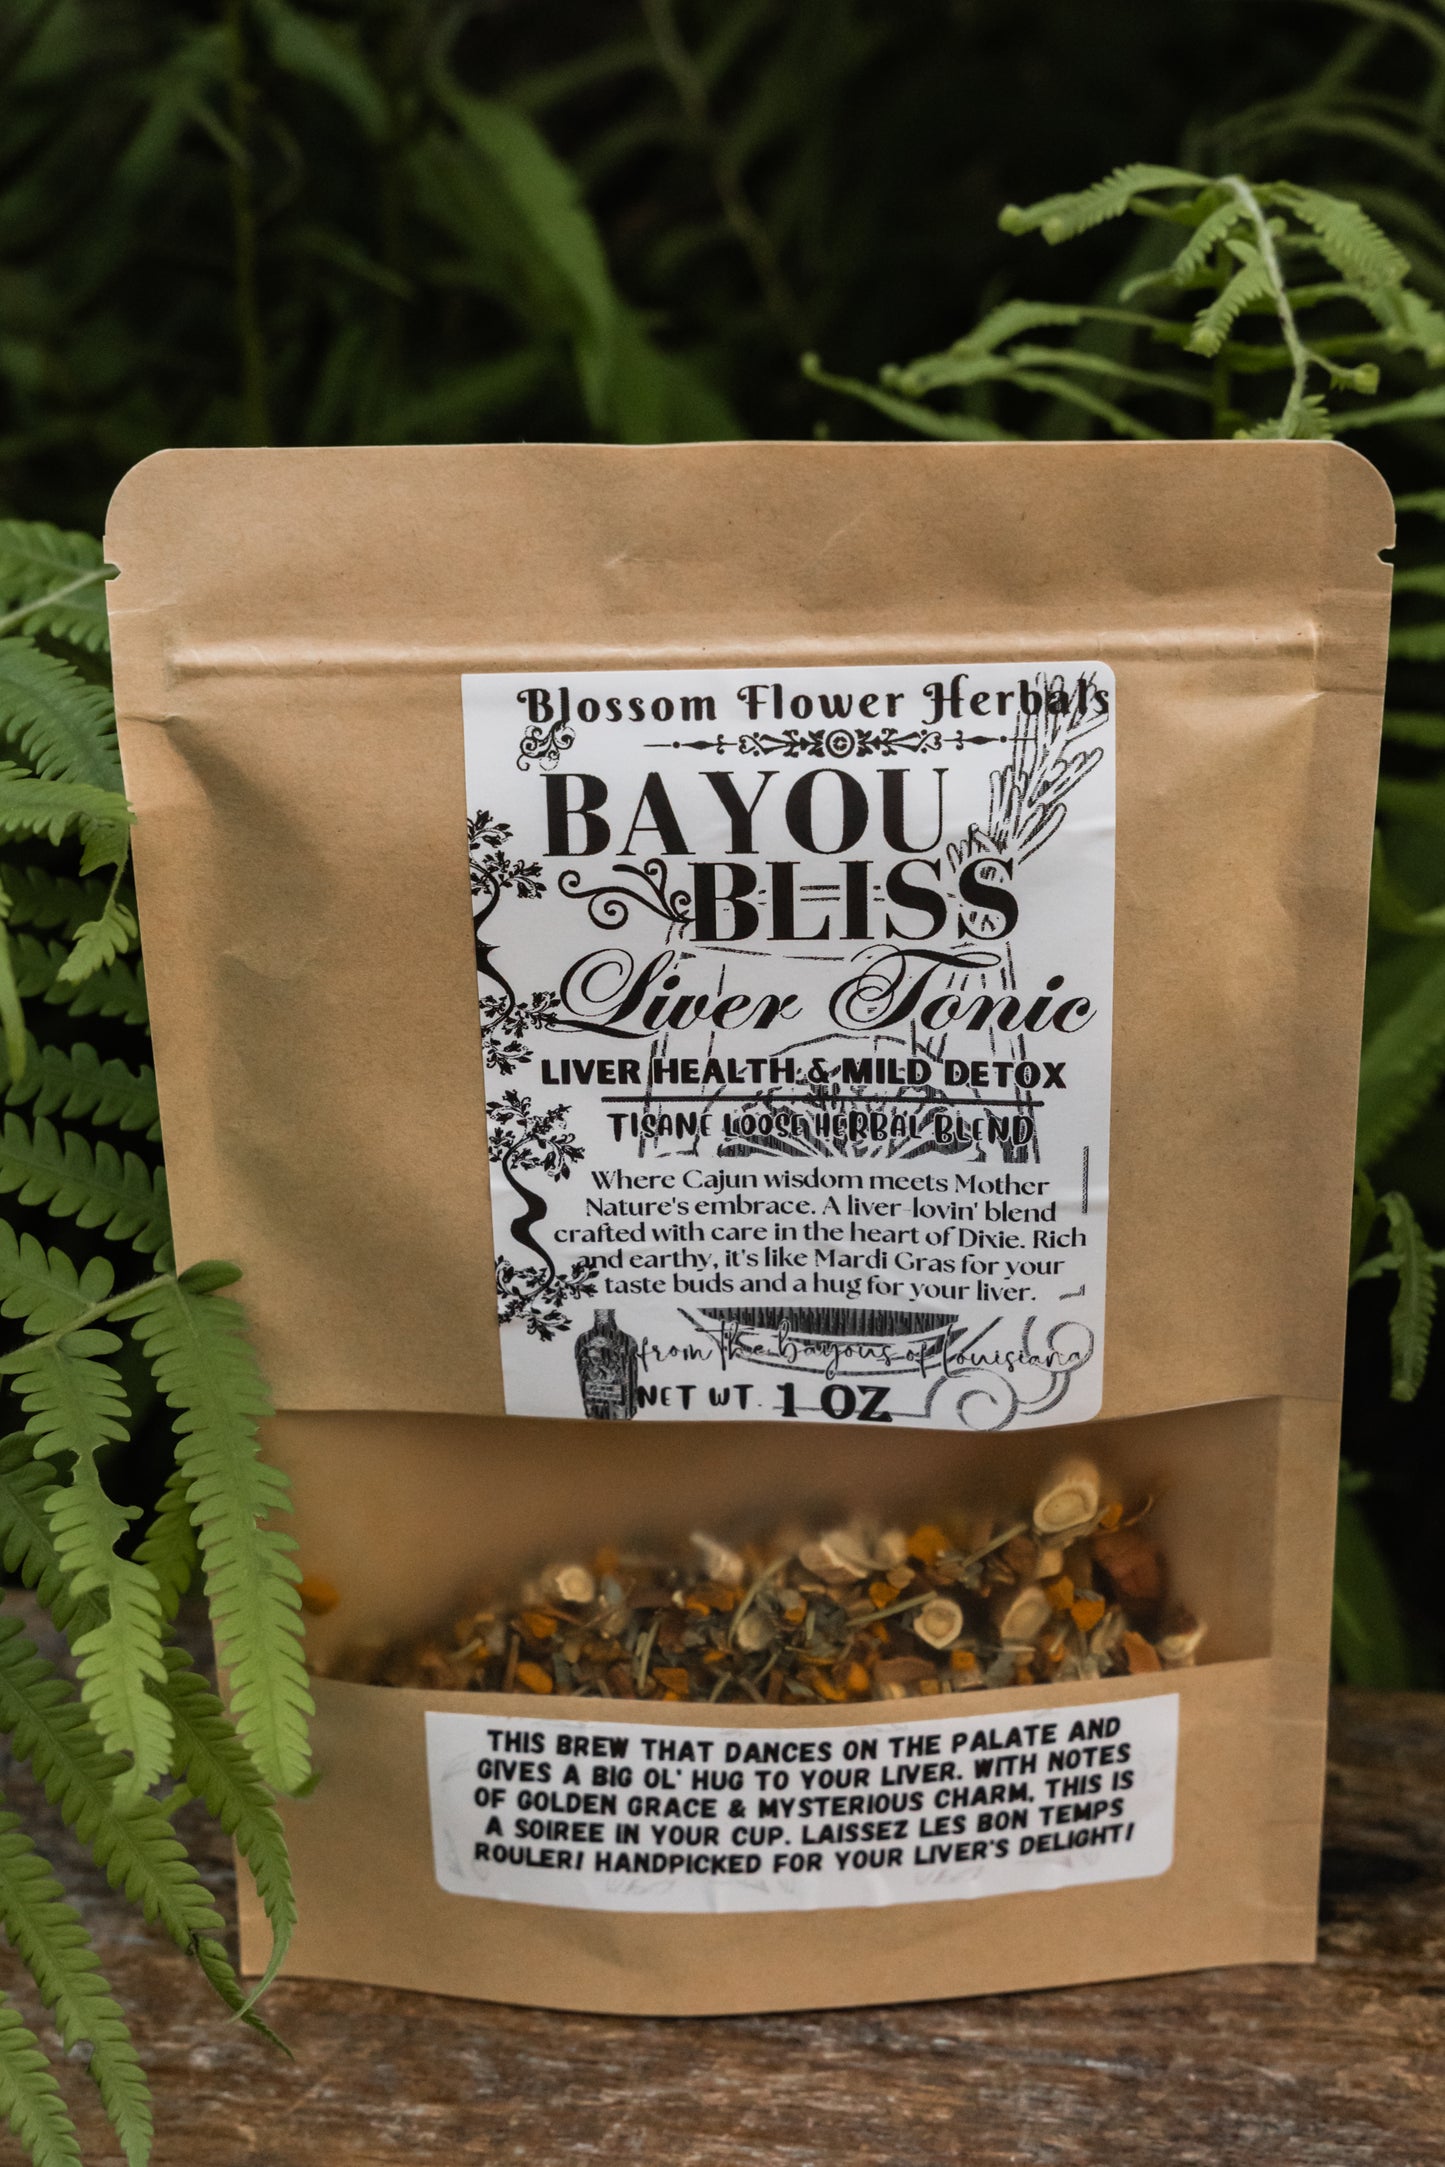 Blossom Flower Herbals
BAYOU
BLISS
Liver Tonic
LIVER HEALTH & MILD DETOX
TISANE LOOSE HERBAL BLEND
Where Cajun wisdom meets Mother
Nature's embrace. A liver-lovin' blend
crafted with care in the heart of Dixie. Rich
and earthy, it's like Mardi Gras for your
taste buds and a hug for your liver.
from the bayous of Louisiana
NET WT. 1 OZ
THIS BREW THAT DANCES ON THE PALATE AND
GIVES A BIG OL' HUG TO YOUR LIVER. WITH NOTES
OF GOLDEN GRACE & MYSTERIOUS CHARM, THIS IS
A SOIREE IN YOUR CUP. LAISSEZ LES BON TEMPS
ROULER! HANDPICKED FOR YOUR LIVER'S DELIGHT!